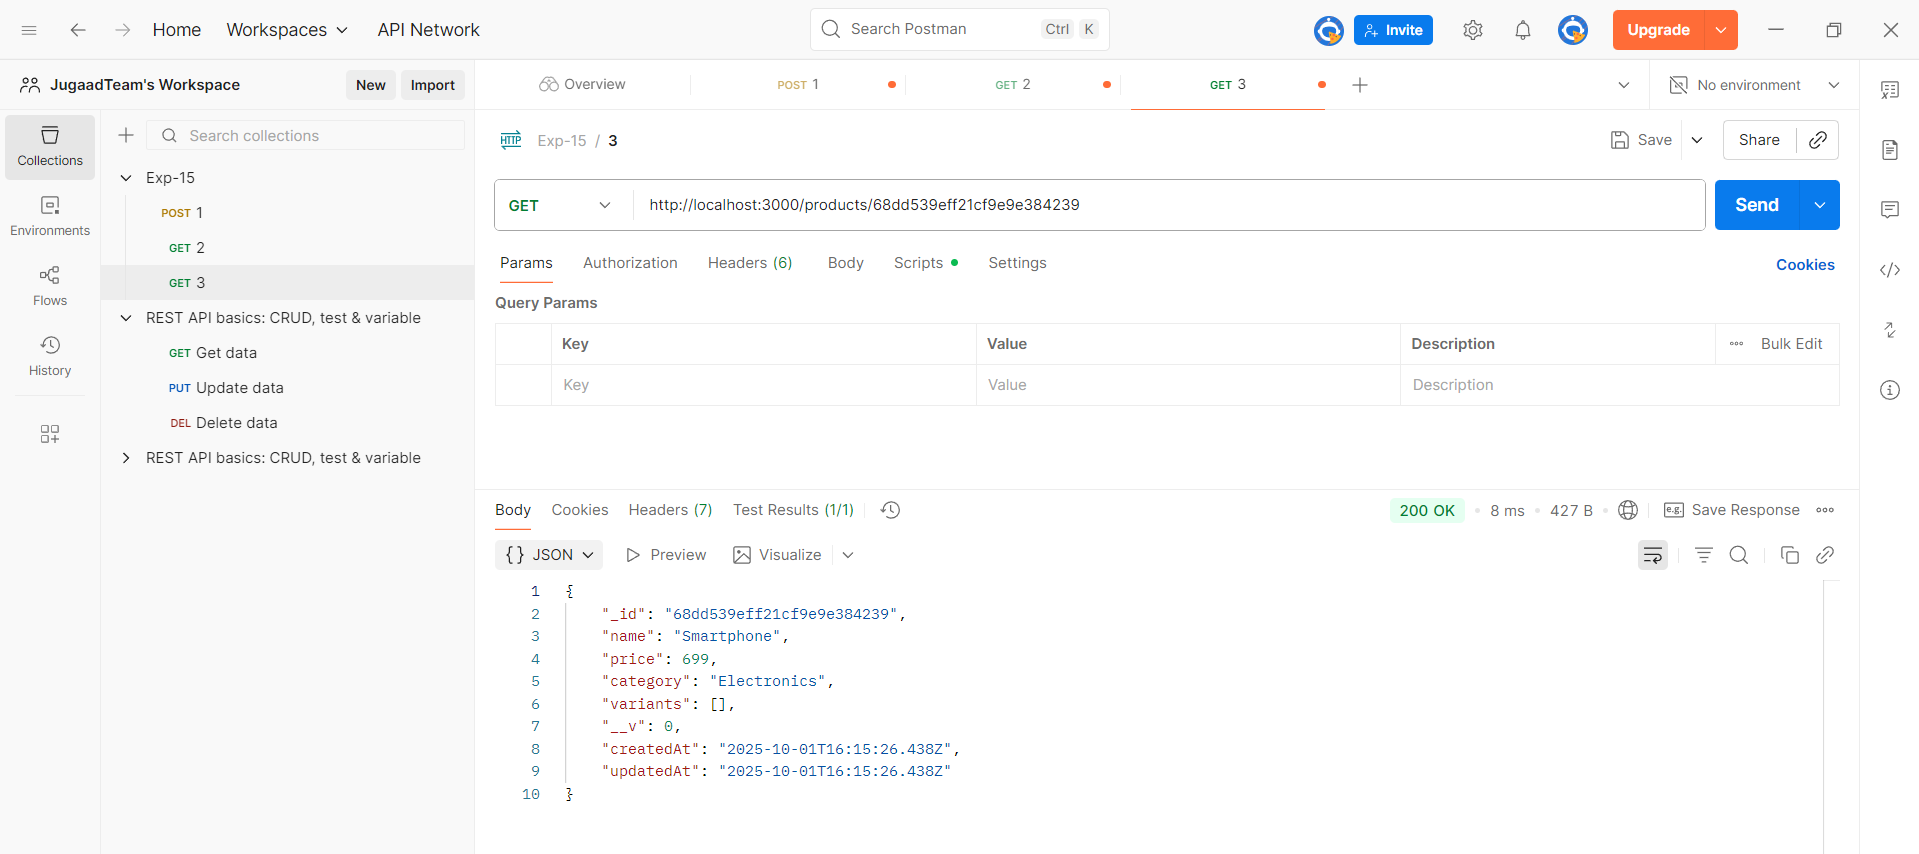 Home Workspaces API Network Search Postman Ctrl K Invite Upgrade
JugaadTeam's Workspace New Import
Overview POST 1 GET 2 GET 3 No environment
Collections
Environments
Flows
History
Search collections
Exp-15
POST 1
GET 2
GET 3
REST API basics: CRUD, test & variable
GET Get data
PUT Update data
DEL Delete data
REST API basics: CRUD, test & variable
HTTP Exp-15 / 3 Save Share
GET http://localhost:3000/products/68dd539eff21cf9e9e384239 Send
Params Authorization Headers (6) Body Scripts Settings Cookies
Query Params
Key Value Description Bulk Edit
Key Value Description
Body Cookies Headers (7) Test Results (1/1) 200 OK 8 ms 427 B e.g. Save Response
{} JSON Preview Visualize
1 {
2 "_id": "68dd539eff21cf9e9e384239",
3 "name": "Smartphone",
4 "price": 699,
5 "category": "Electronics",
6 "variants": [],
7 "__v": 0,
8 "createdAt": "2025-10-01T16:15:26.438Z",
9 "updatedAt": "2025-10-01T16:15:26.438Z"
10 }